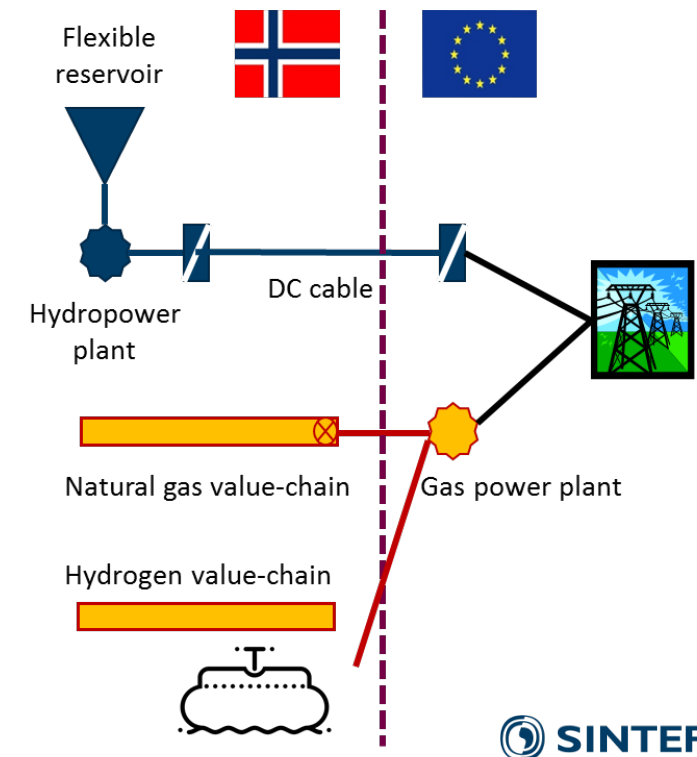 Flexible
reservoir
DC cable
Hydropower
plant
Natural gas value-chain
Gas power plant
Hydrogen value-chain
SINTEF